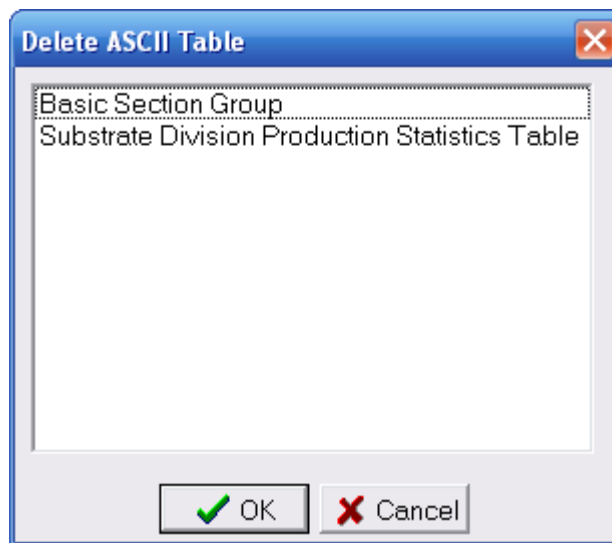 Delete ASCII Table
Basic Section Group
Substrate Division Production Statistics Table
OK
Cancel